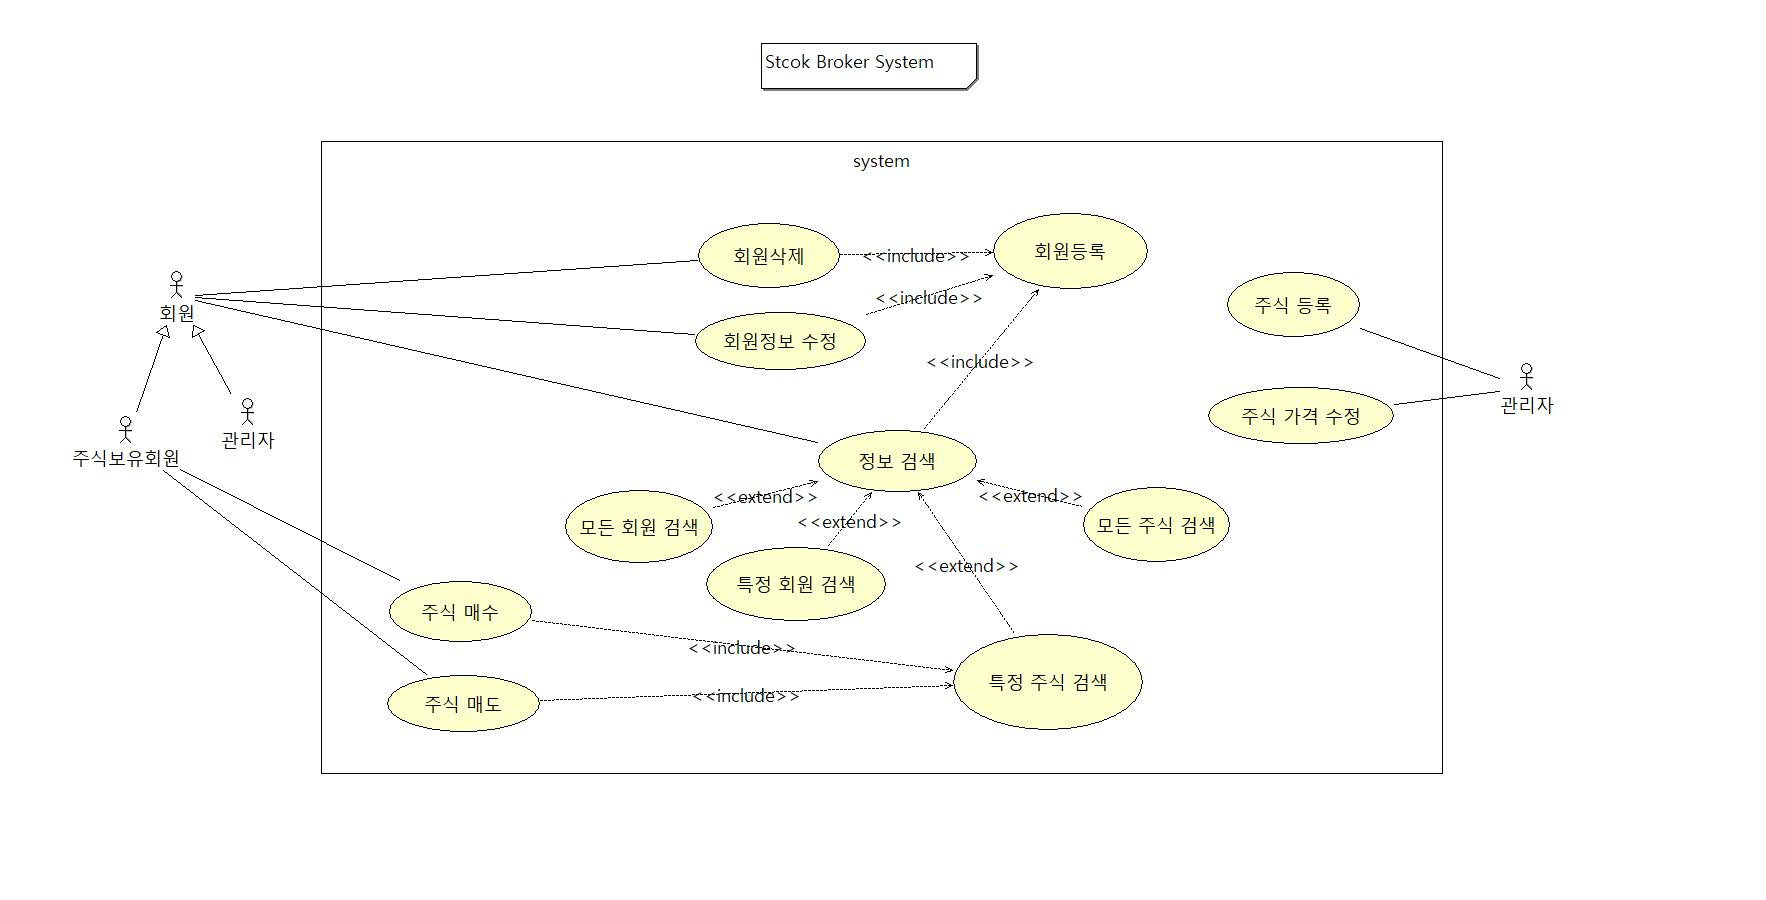 Stcok Broker System
system
회원삭제
<<include>>
회원등록
회원
회원정보 수정
<<include>>
주식 등록
<<include>>
관리자
주식보유회원
주식 가격 수정
관리자
정보 검색
<<extend>>
<<extend>>
<<extend>>
모든 회원 검색
모든 주식 검색
<<extend>>
특정 회원 검색
주식 매수
<<include>>
특정 주식 검색
주식 매도
<<include>>